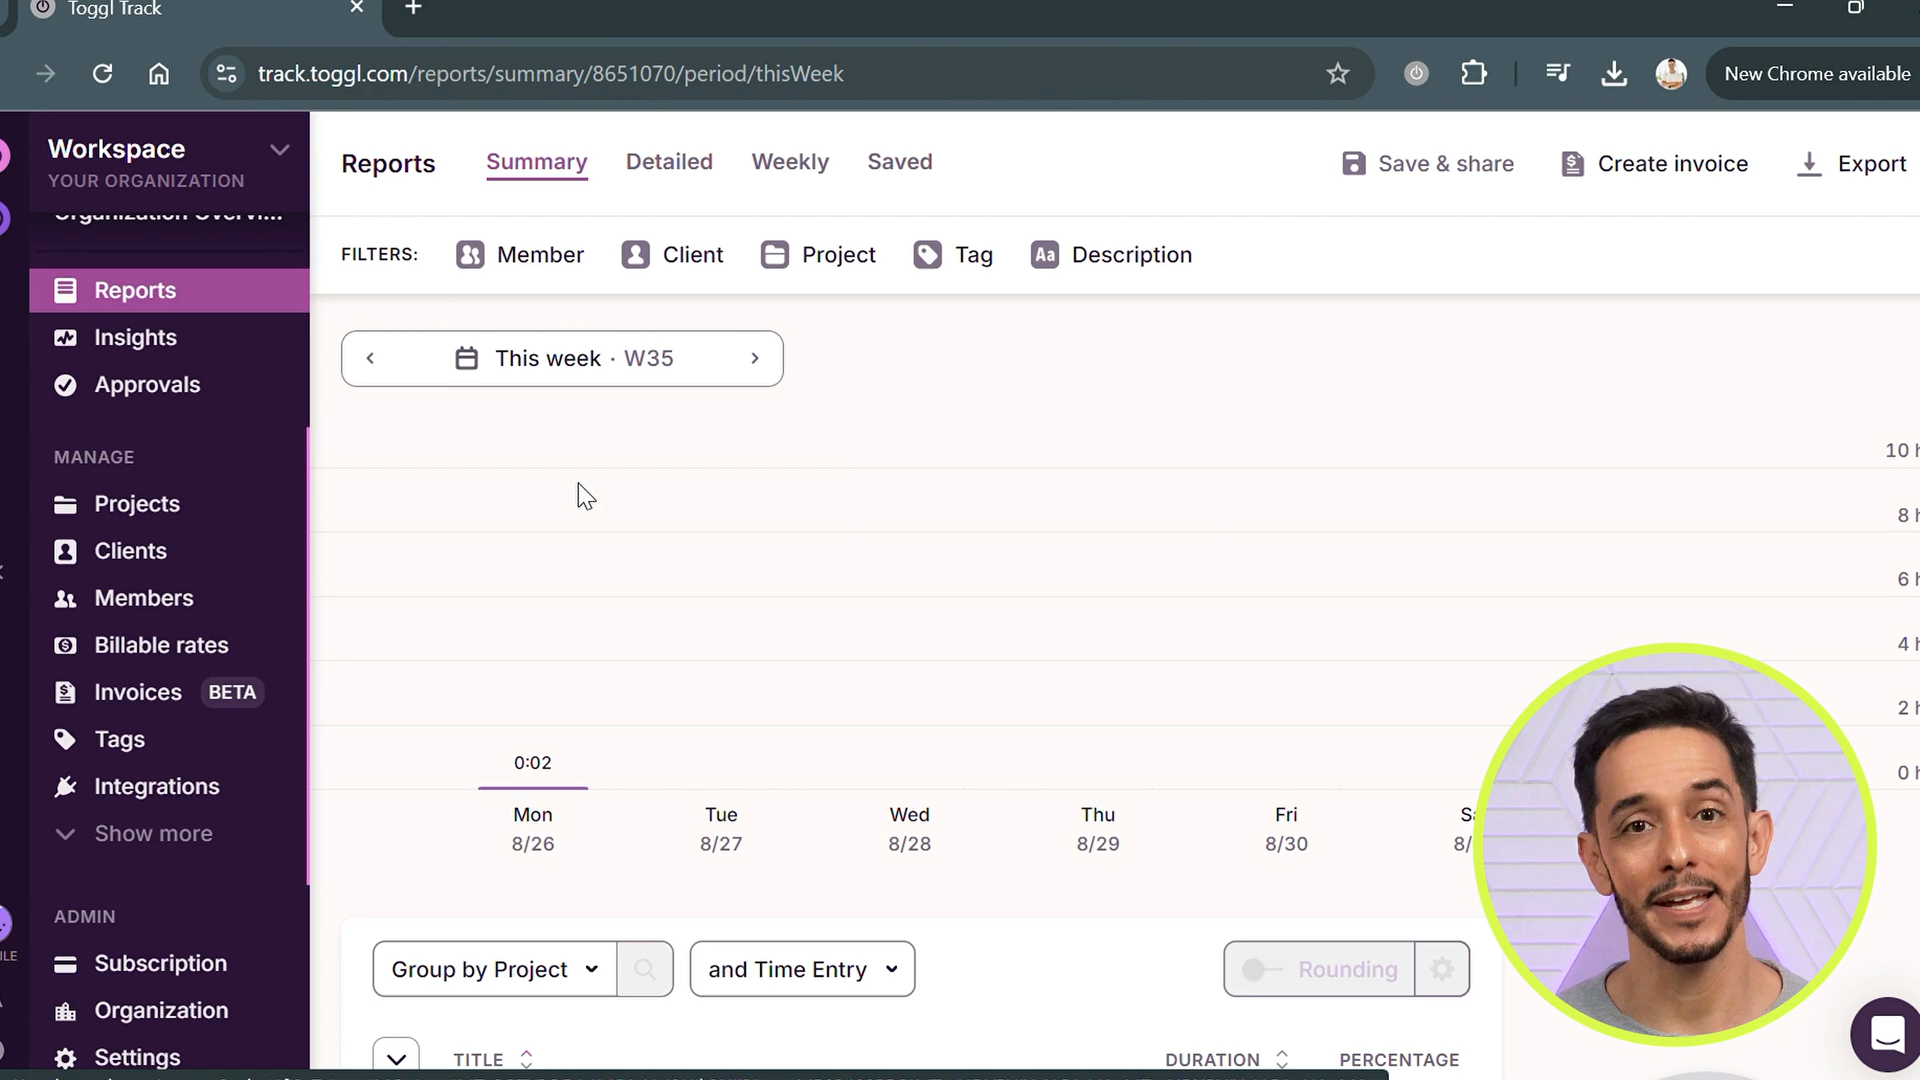 Toggl Track
track.toggl.com/reports/summary/8651070/period/thisWeek
New Chrome available
Workspace
YOUR ORGANIZATION
Organization Overvi...
Reports
Insights
Approvals
MANAGE
Projects
Clients
Members
Billable rates
Invoices BETA
Tags
Integrations
Show more
ADMIN
Subscription
Organization
Settings
Reports Summary Detailed Weekly Saved
Save & share Create invoice Export
FILTERS: Member Client Project Tag Aa Description
This week · W35
10 h
8 h
6 h
4 h
2 h
0 h
0:02
Mon Tue Wed Thu Fri
8/26 8/27 8/28 8/29 8/30 8/
Group by Project and Time Entry Rounding
TITLE DURATION PERCENTAGE